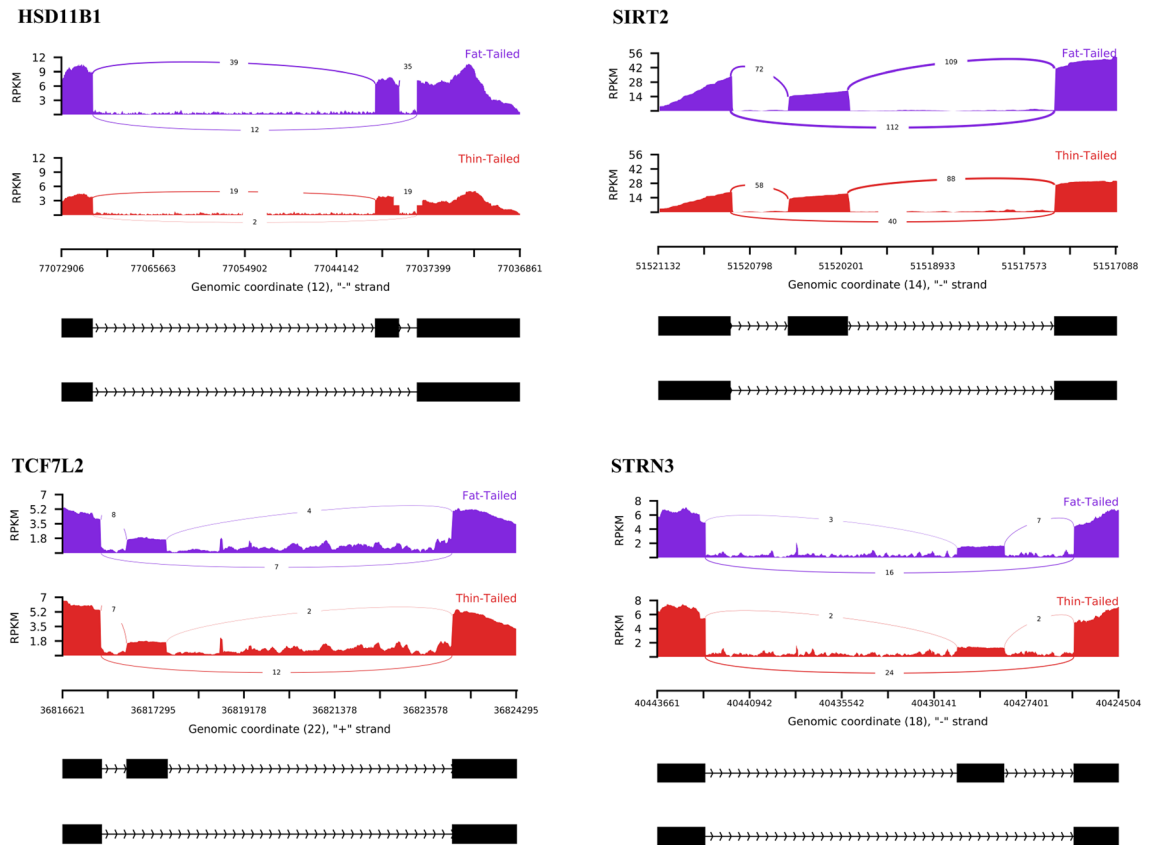 HSD11B1
Fat-Tailed
RPKM
12
9
6
3
39
35
12
Thin-Tailed
RPKM
12
9
6
3
19
19
2
77072906 77065663 77054902 77044142 77037399 77036861
Genomic coordinate (12), "-" strand
SIRT2
Fat-Tailed
RPKM
56
42
28
14
72
109
112
Thin-Tailed
RPKM
56
42
28
14
58
88
40
51521132 51520798 51520201 51518933 51517573 51517088
Genomic coordinate (14), "-" strand
TCF7L2
Fat-Tailed
RPKM
7
5.2
3.5
1.8
8
4
7
Thin-Tailed
RPKM
7
5.2
3.5
1.8
7
2
12
36816621 36817295 36819178 36821378 36823578 36824295
Genomic coordinate (22), "+" strand
STRN3
Fat-Tailed
RPKM
8
6
4
2
3
7
16
Thin-Tailed
RPKM
8
6
4
2
2
2
24
40443661 40440942 40435542 40430141 40427401 40424504
Genomic coordinate (18), "-" strand